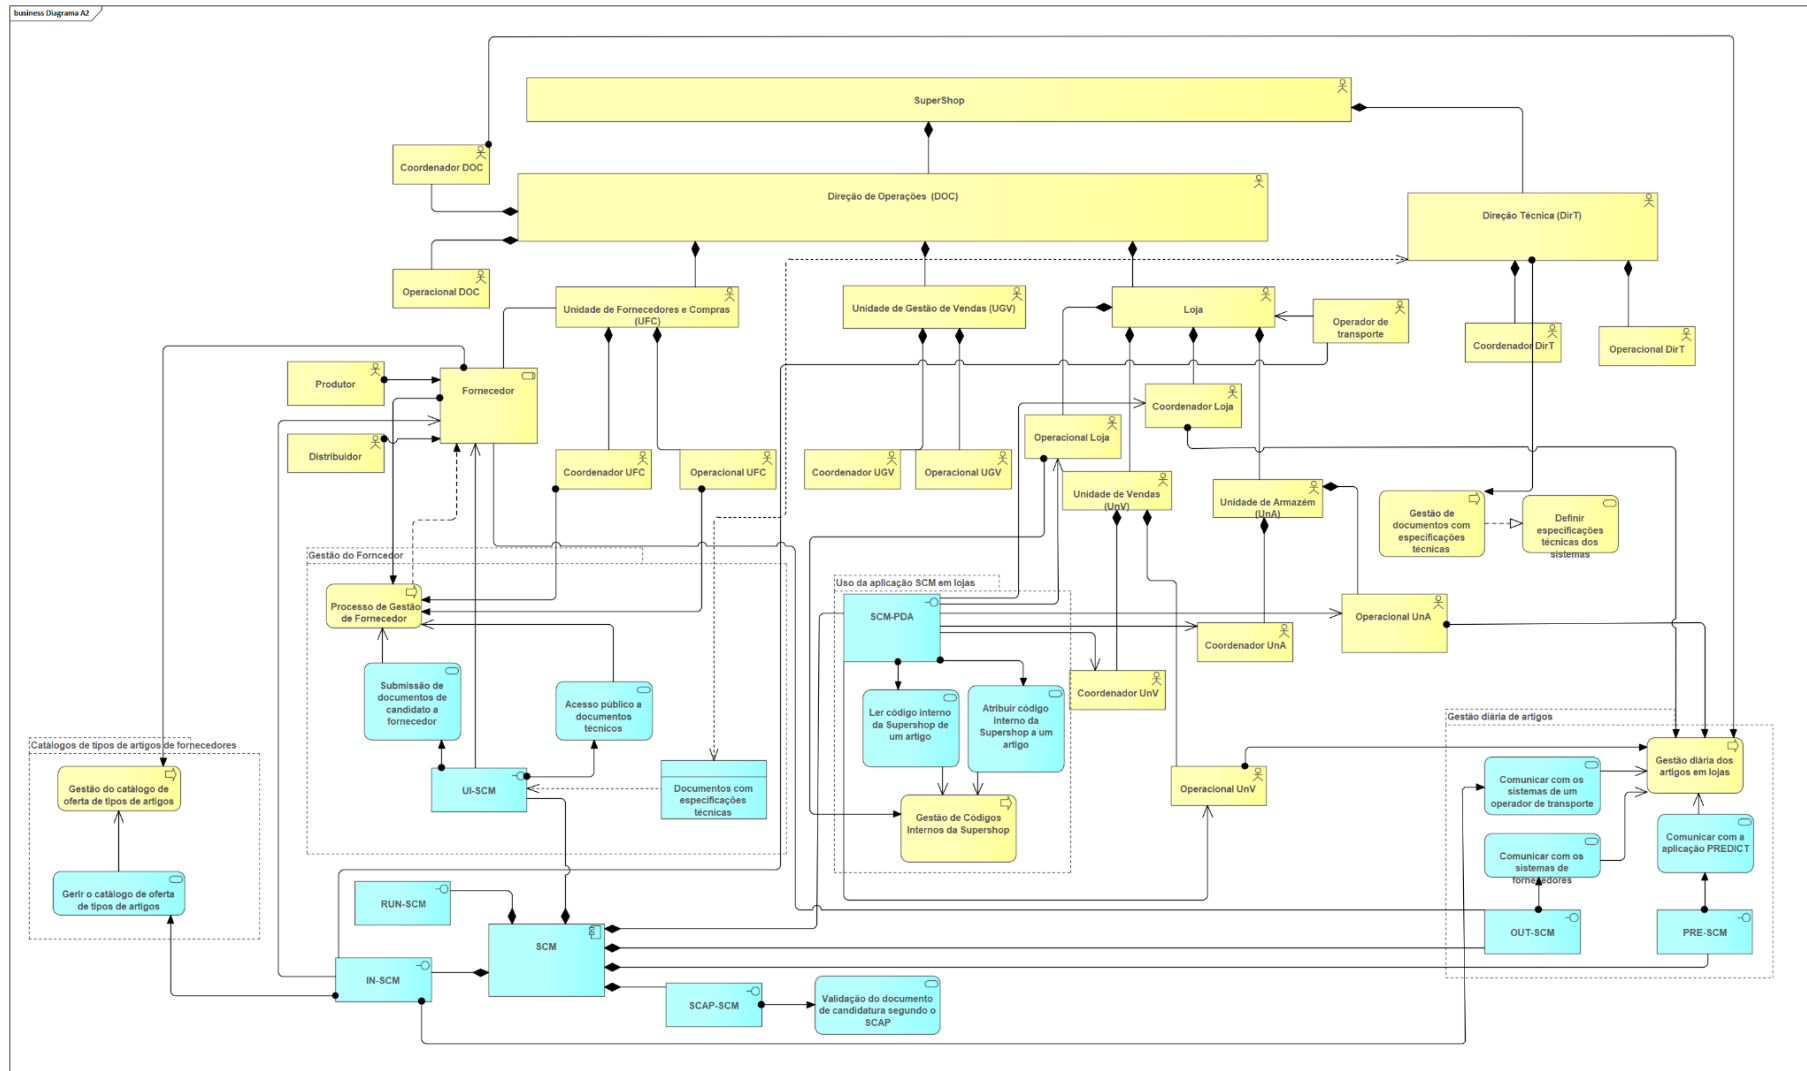 business Diagrama A2
SuperShop
Coordenador DOC
Direção de Operações (DOC)
Direção Técnica (DirT)
Operacional DOC
Unidade de Fornecedores e Compras
(UFC)
Unidade de Gestão de Vendas (UGV)
Loja
Operador de
transporte
Coordenador DirT
Operacional DirT
Produtor
Fornecedor
Coordenador Loja
Operacional Loja
Distribuidor
Coordenador UFC
Operacional UFC
Coordenador UGV
Operacional UGV
Unidade de Vendas
(UnV)
Unidade de Armazém
(UnA)
Gestão de
documentos com
especificações
técnicas
Definir
especificações
técnicas dos
sistemas
Gestão do Forncedor
Uso da aplicação SCM em lojas
Processo de Gestão
de Fornecedor
SCM-PDA
Operacional UnA
Coordenador UnA
Submissão de
documentos de
candidato a
fornecedor
Acesso público a
documentos
técnicos
Coordenador UnV
Ler código interno
da Supershop de
um artigo
Atribuir código
interno da
Supershop a um
artigo
Gestão diária de artigos
Catálogos de tipos de artigos de fornecedores
Gestão do catálogo de
oferta de tipos de artigos
UI-SCM
Documentos com
especificações
técnicas
Operacional UnV
Gestão diária dos
artigos em lojas
Comunicar com os
sistemas de um
operador de transporte
Gestão de Códigos
Internos da Supershop
Comunicar com a
aplicação PREDICT
Comunicar com os
sistemas de
fornecedores
Gerir o catálogo de oferta
de tipos de artigos
RUN-SCM
SCM
OUT-SCM
PRE-SCM
IN-SCM
SCAP-SCM
Validação do documento
de candidatura segundo o
SCAP